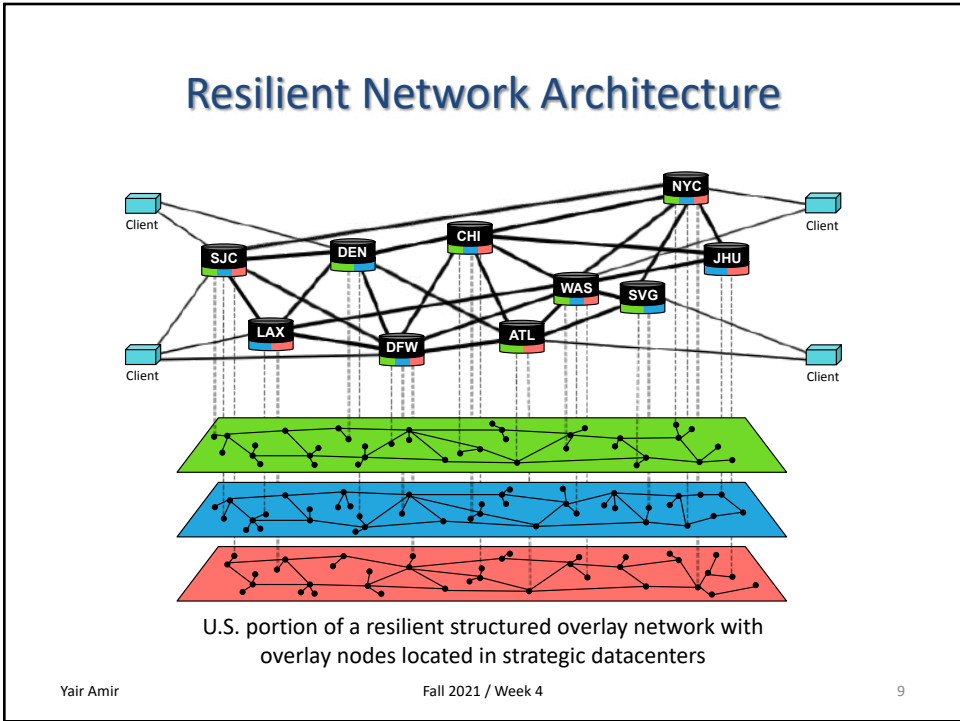 Resilient Network Architecture
NYC
Client
Client
CHI
SJC
DEN
JHU
WAS
SVG
LAX
ATL
DFW
Client
Client
U.S. portion of a resilient structured overlay network with
overlay nodes located in strategic datacenters
Yair Amir
Fall 2021 / Week 4
9